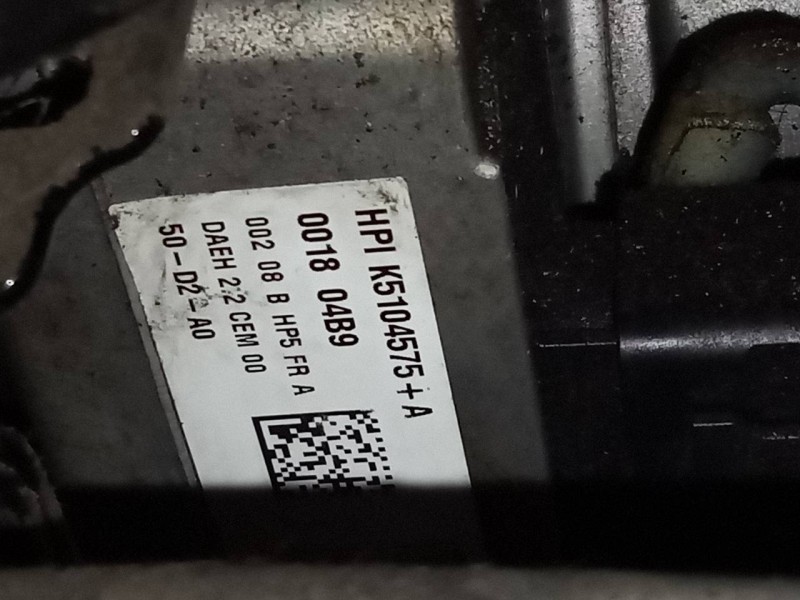 HPI K5104575+A
0018 04B9
002 08 B HP5 FR A
DAEH 2.2 CEM 00
50-D2-A0